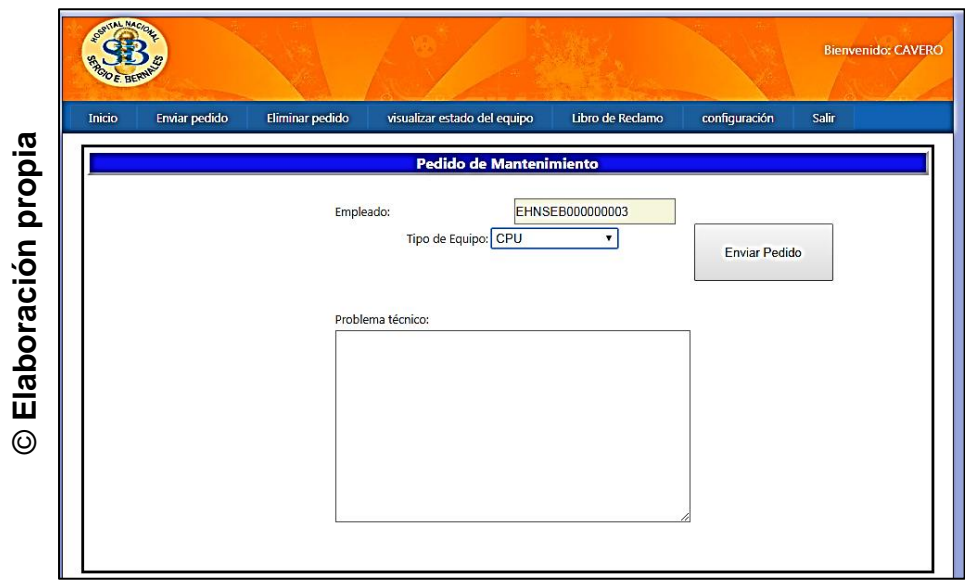 © Elaboración propia
HOSPITAL NACIONAL
SERGIO E. BERNALES
Bienvenido: CAVERO
Inicio Enviar pedido Eliminar pedido visualizar estado del equipo Libro de Reclamo configuración Salir
Pedido de Mantenimiento
Empleado: EHNSEB000000003
Tipo de Equipo: CPU
Enviar Pedido
Problema técnico: